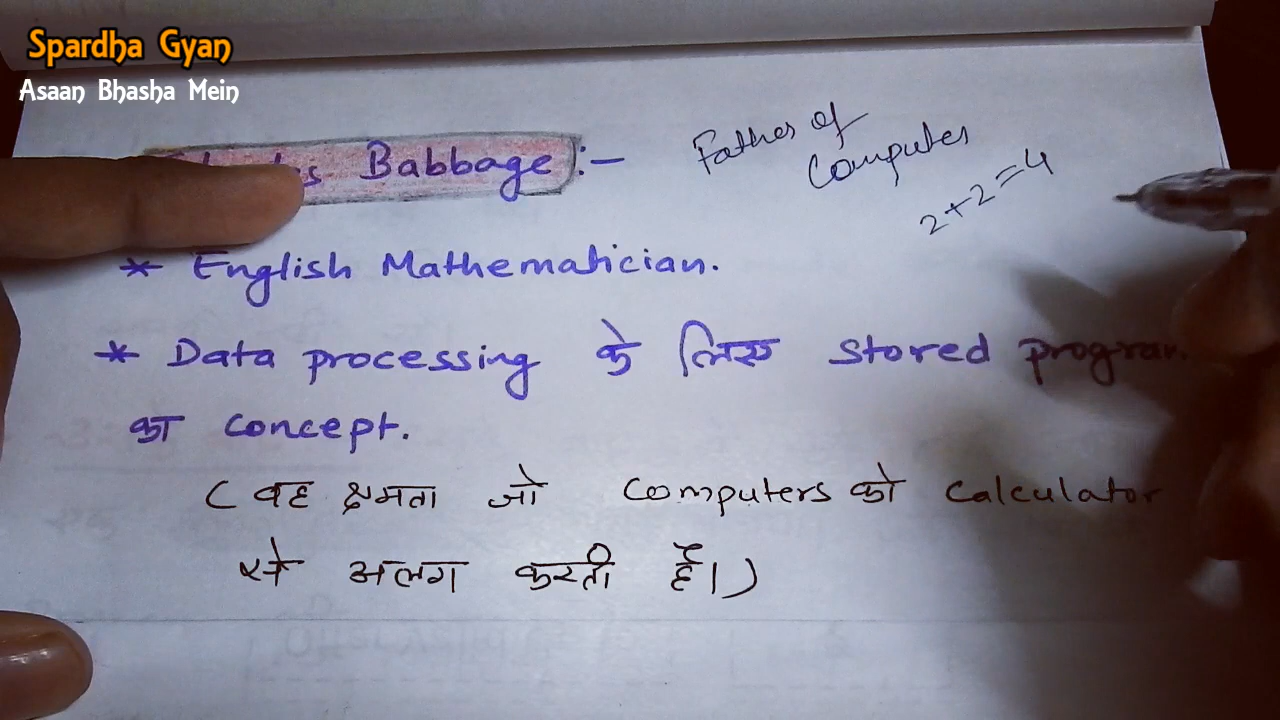 Spardha Gyan
Asaan Bhasha Mein
Babbage :-
Father of
Computer
2+2=4
* English Mathematician.
* Data processing के लिए stored program
का concept.
( वह क्षमता जो Computers को Calculator
से अलग करती है।)